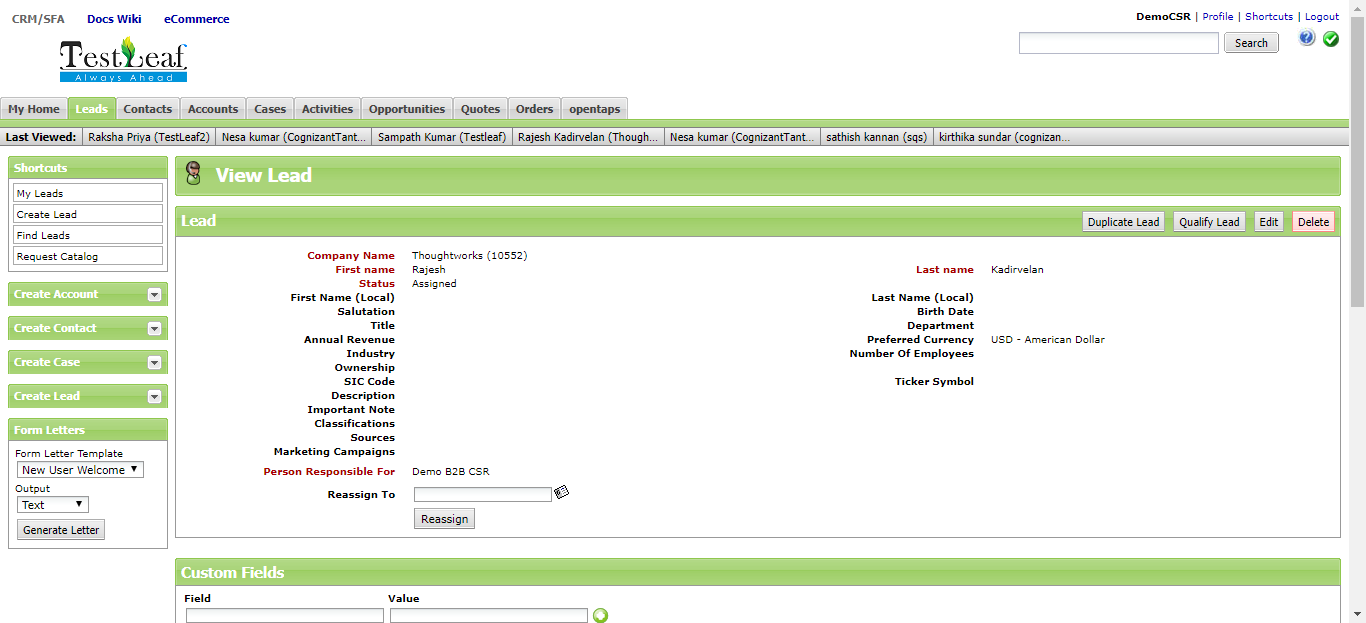 CRM/SFA Docs Wiki eCommerce
DemoCSR | Profile | Shortcuts | Logout
TestLeaf
Always Ahead
Search
My Home Leads Contacts Accounts Cases Activities Opportunities Quotes Orders opentaps
Last Viewed: Raksha Priya (TestLeaf2) Nesa kumar (CognizantTant... Sampath Kumar (Testleaf) Rajesh Kadirvelan (Though... Nesa kumar (CognizantTant... sathish kannan (sqs) kirthika sundar (cognizan...
Shortcuts
My Leads
Create Lead
Find Leads
Request Catalog
Create Account
Create Contact
Create Case
Create Lead
Form Letters
Form Letter Template
New User Welcome
Output
Text
Generate Letter
View Lead
Lead
Duplicate Lead Qualify Lead Edit Delete
Company Name Thoughtworks (10552)
First name Rajesh Last name Kadirvelan
Status Assigned
First Name (Local) Last Name (Local)
Salutation Birth Date
Title Department
Annual Revenue Preferred Currency USD - American Dollar
Industry Number Of Employees
Ownership
SIC Code Ticker Symbol
Description
Important Note
Classifications
Sources
Marketing Campaigns
Person Responsible For Demo B2B CSR
Reassign To
Reassign
Custom Fields
Field Value